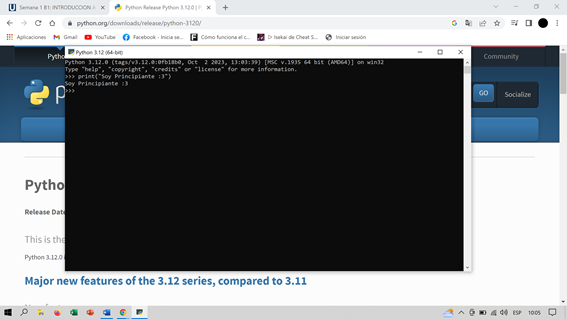 Semana 1 B1: INTRODUCCION A
Python Release Python 3.12.0 | P
python.org/downloads/release/python-3120/
Aplicaciones
Gmail
YouTube
Facebook - Inicia se...
Cómo funciona el c...
▷ Isekai de Cheat S...
Iniciar sesión
Python 3.12 (64-bit)
Python 3.12.0 (tags/v3.12.0:0fb18b0, Oct 2 2023, 13:03:39) [MSC v.1935 64 bit (AMD64)] on win32
Type "help", "copyright", "credits" or "license" for more information.
>>> print("Soy Principiante :3")
Soy Principiante :3
>>>
Pytho
Community
GO
Socialize
Pytho
Release Date
This is the
Python 3.12.0 i
Major new features of the 3.12 series, compared to 3.11
ESP
10:05